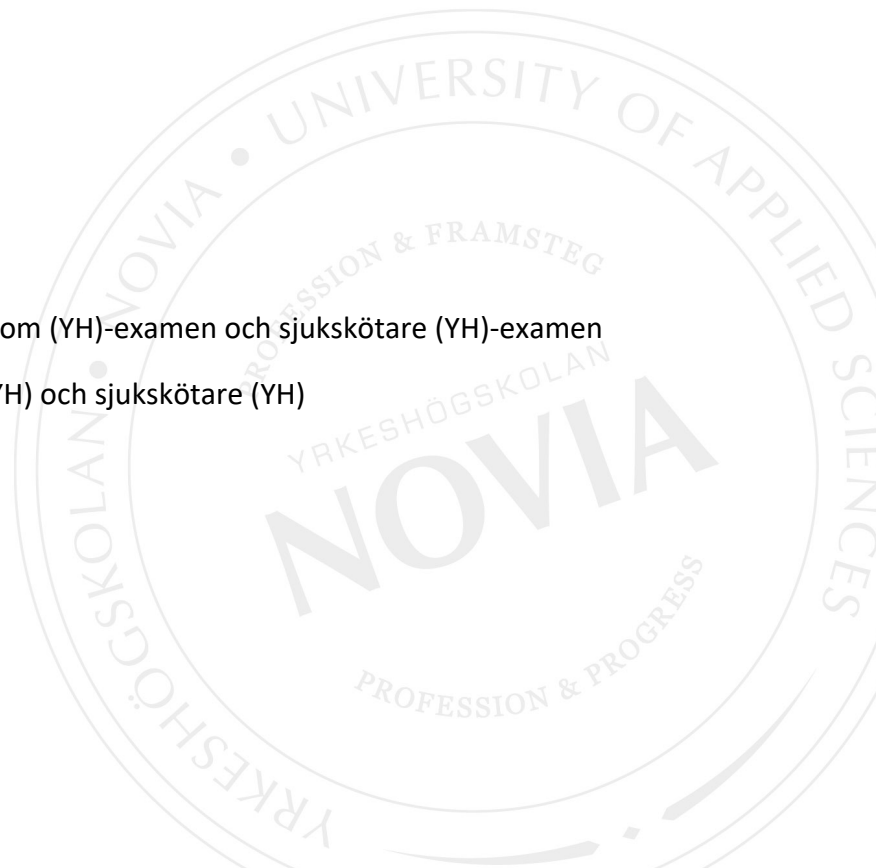 UNIVERSITY OF APPLIED SCIENCES
YRKESHÖGSKOLAN • NOVIA •
PROFESSION & FRAMSTEG
om (YH)-examen och sjukskötare (YH)-examen
YH) och sjukskötare (YH)
YRKESHÖGSKOLAN
NOVIA
PROFESSION & PROGRESS